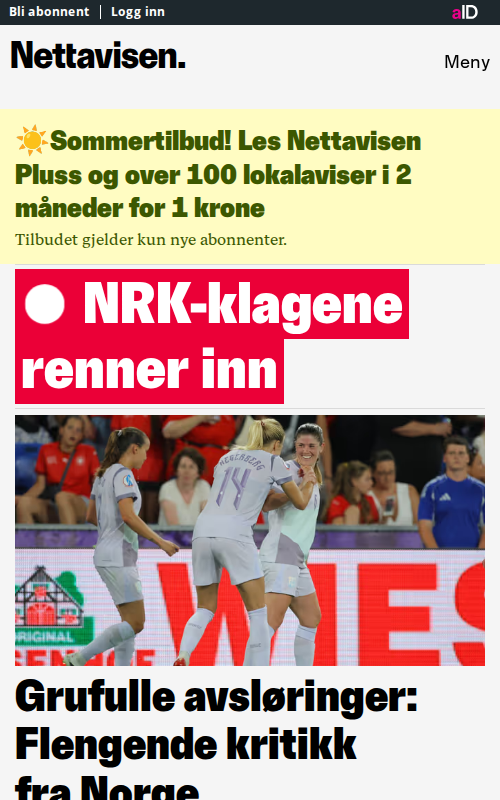 Bli abonnent
Logg inn
aID
Nettavisen.
Meny
☀️Sommertilbud! Les Nettavisen
Pluss og over 100 lokalaviser i 2
måneder for 1 krone
Tilbudet gjelder kun nye abonnenter.
NRK-klagene
renner inn
HEGERBERG
14
WIES
ORIGINAL
Grufulle avsløringer:
Flengende kritikk
fra Norge